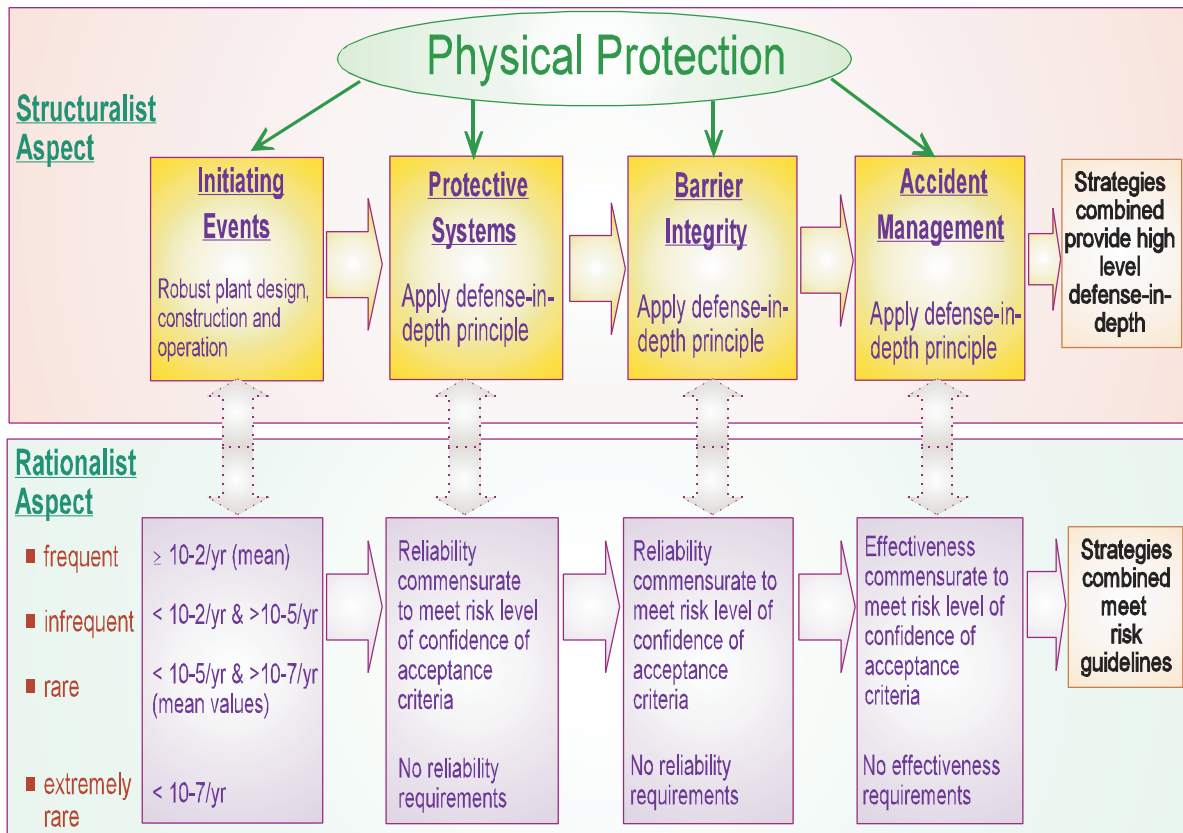 Physical Protection
Structuralist
Aspect
Initiating
Events
Robust plant design,
construction and
operation
Protective
Systems
Apply defense-in-
depth principle
Barrier
Integrity
Apply defense-in-
depth principle
Accident
Management
Apply defense-in-
depth principle
Strategies
combined
provide high
level
defense-in-
depth
Rationalist
Aspect
frequent
infrequent
rare
extremely
rare
≥ 10-2/yr (mean)
< 10-2/yr & >10-5/yr
< 10-5/yr & >10-7/yr
(mean values)
< 10-7/yr
Reliability
commensurate
to meet risk level
of confidence of
acceptance
criteria
No reliability
requirements
Reliability
commensurate to
meet risk level of
confidence of
acceptance
criteria
No reliability
requirements
Effectiveness
commensurate to
meet risk level of
confidence of
acceptance
criteria
No effectiveness
requirements
Strategies
combined
meet
risk
guidelines